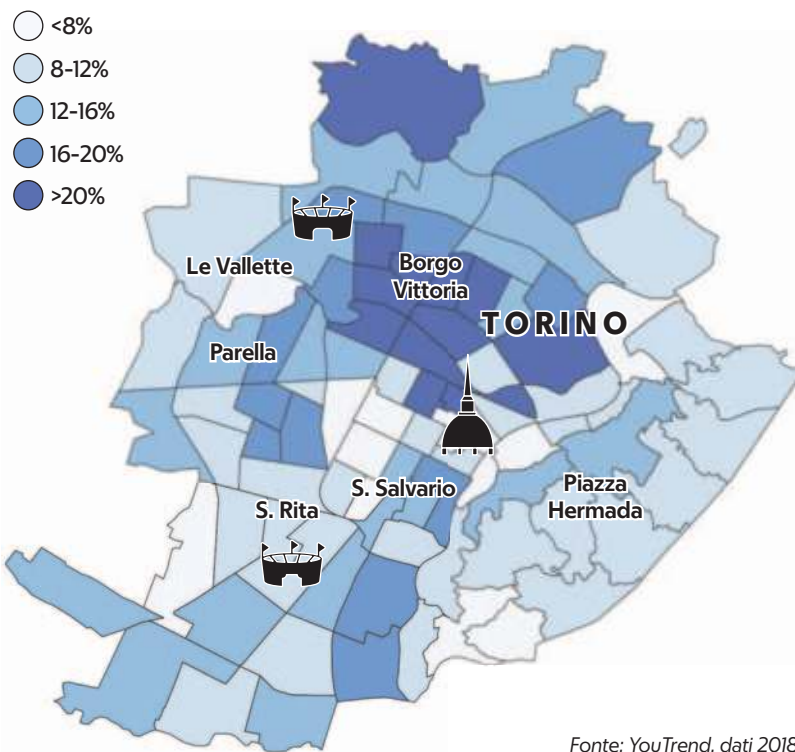 <8%
8-12%
12-16%
16-20%
>20%
Le Vallette
Borgo
Vittoria
TORINO
Parella
S. Salvario
Piazza
Hermada
S. Rita
Fonte: YouTrend, dati 2018